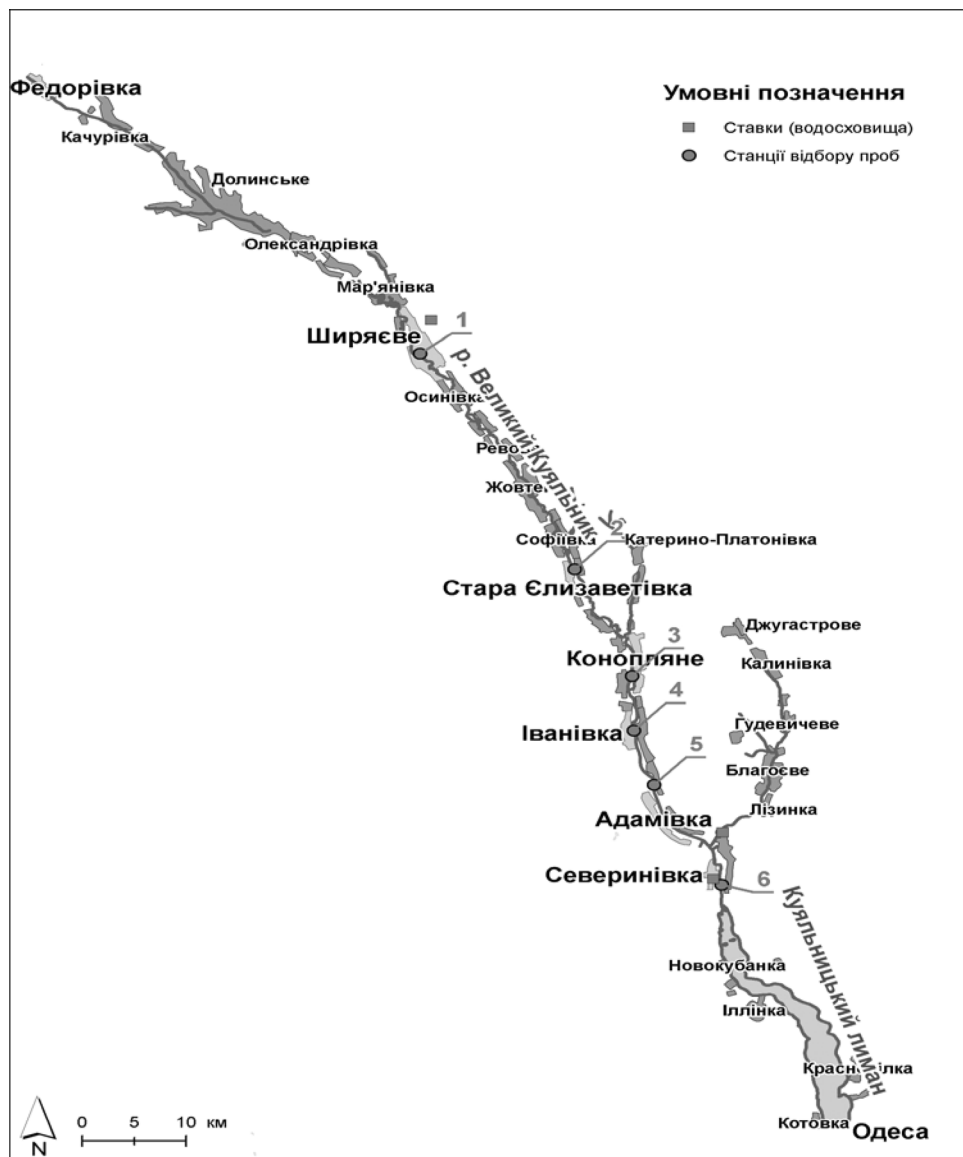 Федорівка
Умовні позначення
Ставки (водосховища)
Качурівка
Станції відбору проб
Долинське
Олександрівка
Мар'янівка
1
Ширяєве
р. Великий Куяльник
Осинівка
Жовте
Софіївка
2
Катерино-Платонівка
Стара Єлизаветівка
Джугастрове
3
Конопляне
Калинівка
4
Іванівка
Гудевичеве
5
Благоєве
Лізинка
Адамівка
Северинівка
6
Куяльницький лиман
Новокубанка
Іллінка
Котовка
Одеса
0 5 10 км
N